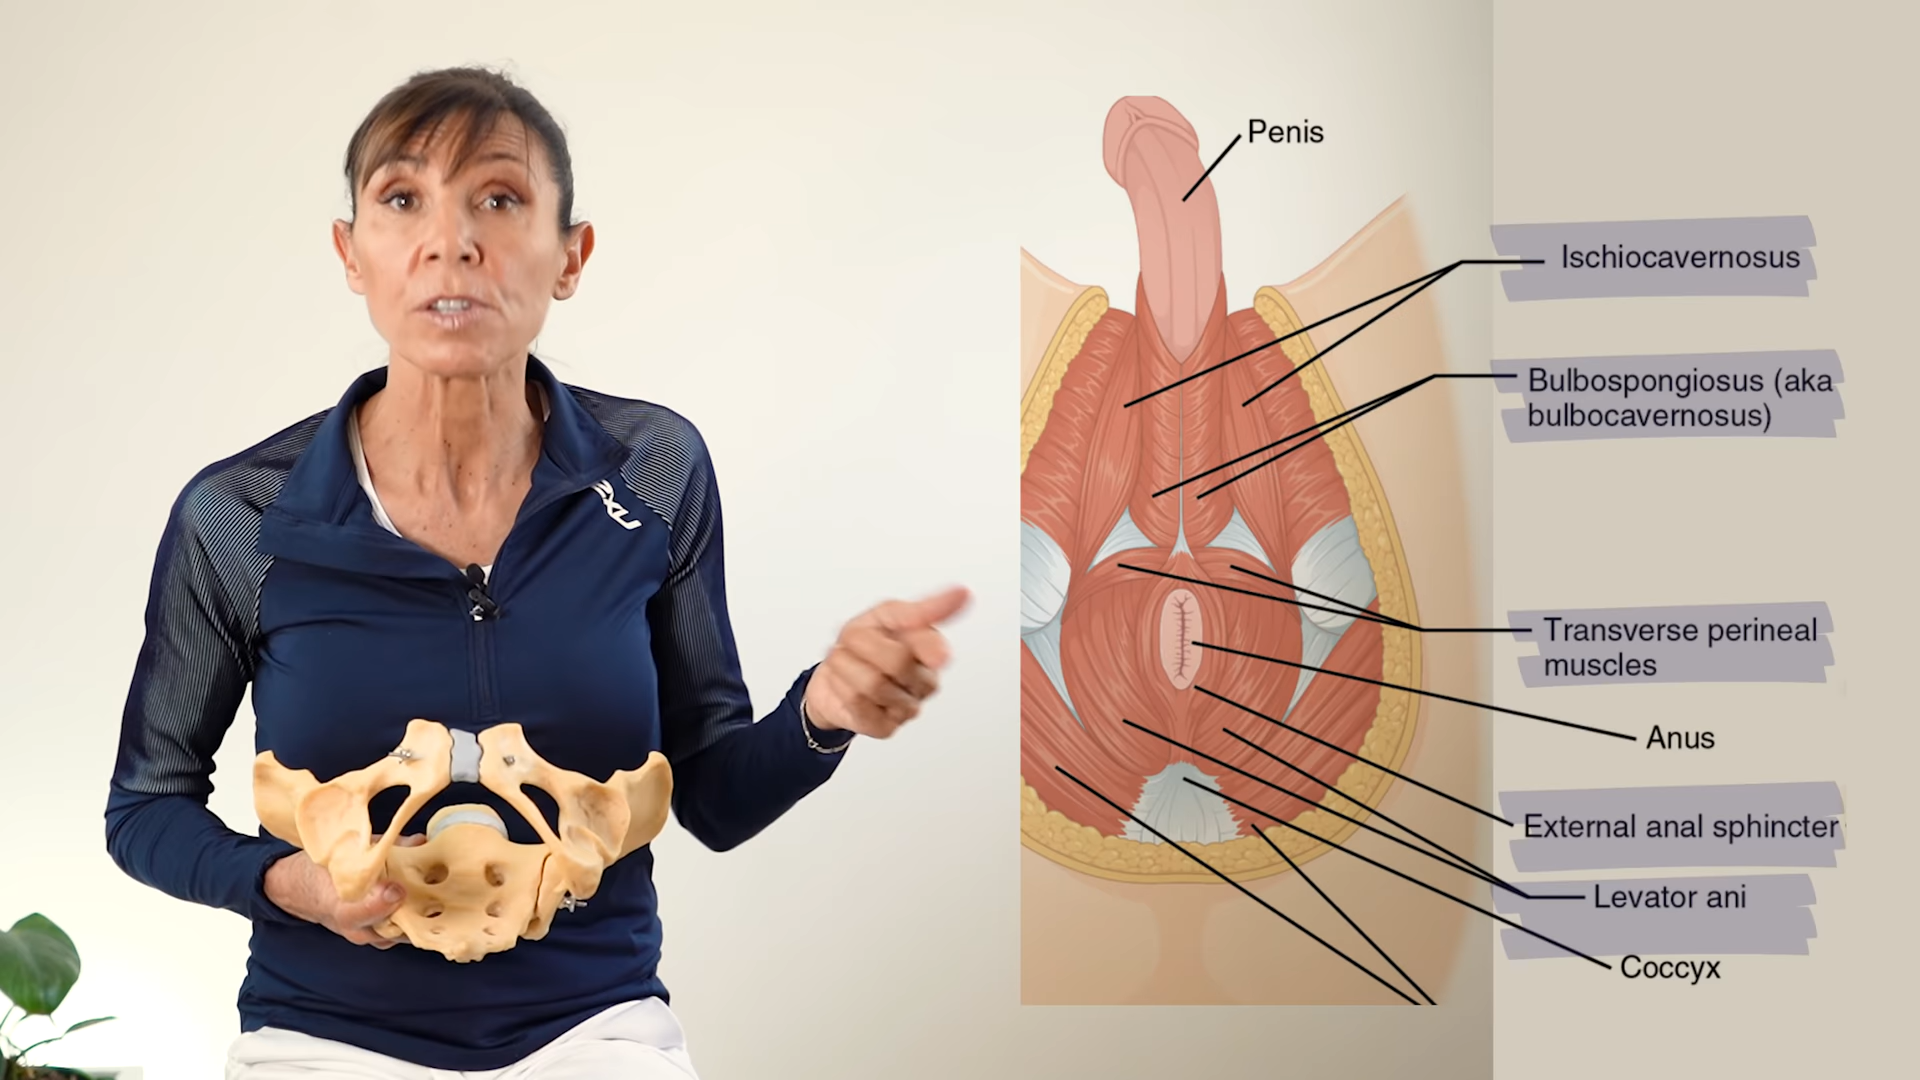 Penis
Ischiocavernosus
Bulbospongiosus (aka
bulbocavernosus)
2XU
Transverse perineal
muscles
Anus
External anal sphincter
Levator ani
Coccyx